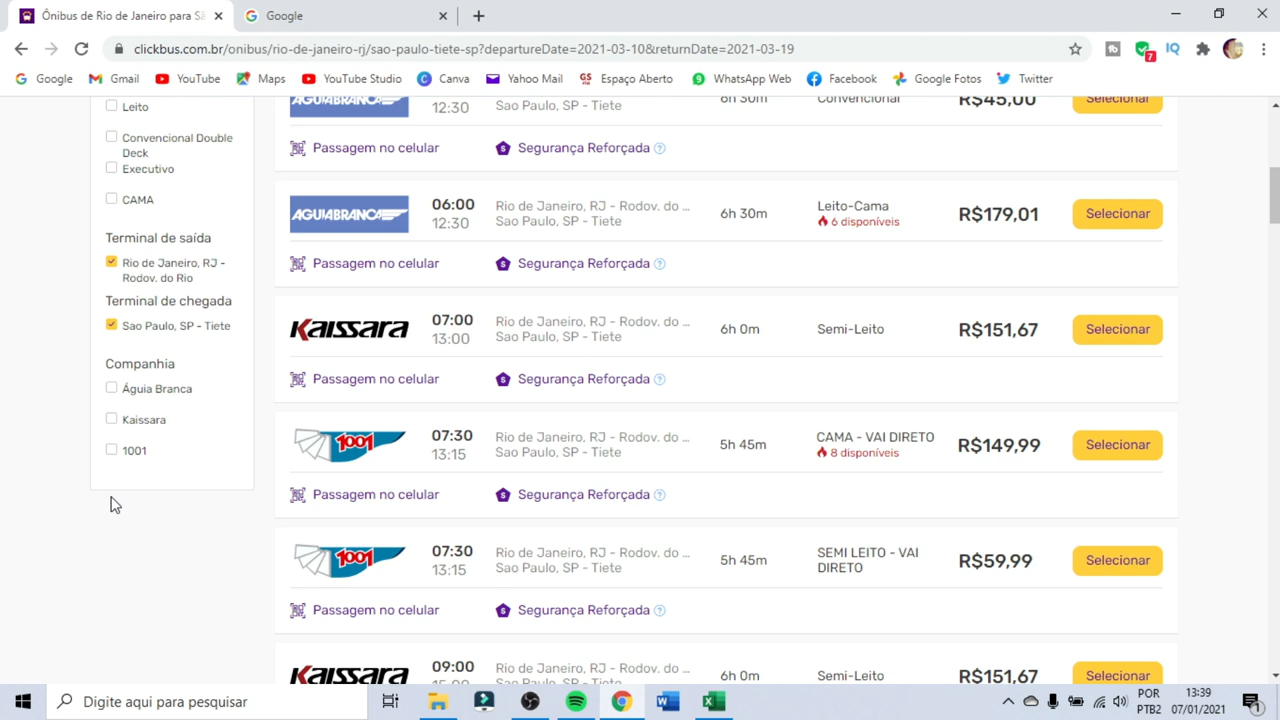 Ônibus de Rio de Janeiro para Sã
Google
clickbus.com.br/onibus/rio-de-janeiro-rj/sao-paulo-tiete-sp?departureDate=2021-03-10&returnDate=2021-03-19
7
Google
Gmail
YouTube
Maps
YouTube Studio
Canva
Yahoo Mail
Espaço Aberto
WhatsApp Web
Facebook
Google Fotos
Twitter
Leito
Convencional Double
Deck
Executivo
CAMA
Terminal de saída
Rio de Janeiro, RJ -
Rodov. do Rio
Terminal de chegada
Sao Paulo, SP - Tiete
Companhia
Águia Branca
Kaissara
1001
AGUIABRANCA
12:30
Sao Paulo, SP - Tiete
6h 30m
Convencional
R$45,00
Selecionar
Passagem no celular
Segurança Reforçada ?
AGUIABRANCA
06:00
12:30
Rio de Janeiro, RJ - Rodov. do ...
Sao Paulo, SP - Tiete
6h 30m
Leito-Cama
6 disponíveis
R$179,01
Selecionar
Passagem no celular
Segurança Reforçada ?
Kaissara
07:00
13:00
Rio de Janeiro, RJ - Rodov. do ...
Sao Paulo, SP - Tiete
6h 0m
Semi-Leito
R$151,67
Selecionar
Passagem no celular
Segurança Reforçada ?
1001
07:30
13:15
Rio de Janeiro, RJ - Rodov. do ...
Sao Paulo, SP - Tiete
5h 45m
CAMA - VAI DIRETO
8 disponíveis
R$149,99
Selecionar
Passagem no celular
Segurança Reforçada ?
1001
07:30
13:15
Rio de Janeiro, RJ - Rodov. do ...
Sao Paulo, SP - Tiete
5h 45m
SEMI LEITO - VAI
DIRETO
R$59,99
Selecionar
Passagem no celular
Segurança Reforçada ?
Kaissara
09:00
Rio de Janeiro, RJ - Rodov. do ...
6h 0m
Semi-Leito
R$151,67
Selecionar
Digite aqui para pesquisar
POR
PTB2
13:39
07/01/2021
1